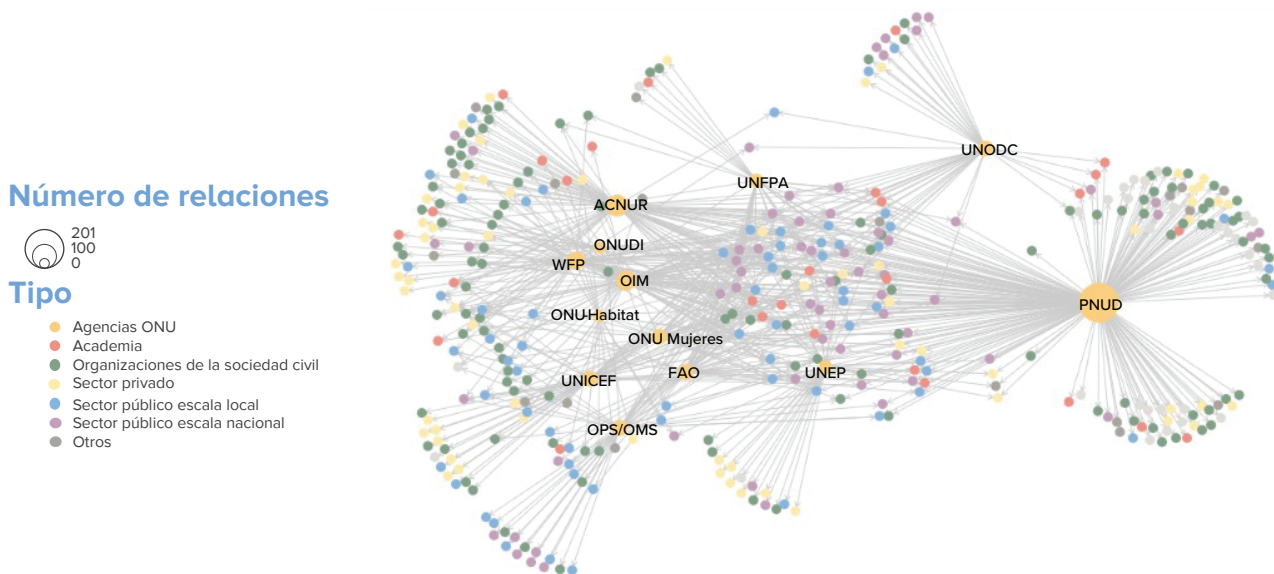 Número de relaciones
201
100
0
Tipo
Agencias ONU
Academia
Organizaciones de la sociedad civil
Sector privado
Sector público escala local
Sector público escala nacional
Otros
UNODC
UNFPA
ACNUR
ONUDI
WFP
OIM
PNUD
ONU-Habitat
ONU Mujeres
UNICEF
FAO
UNEP
OPS/OMS